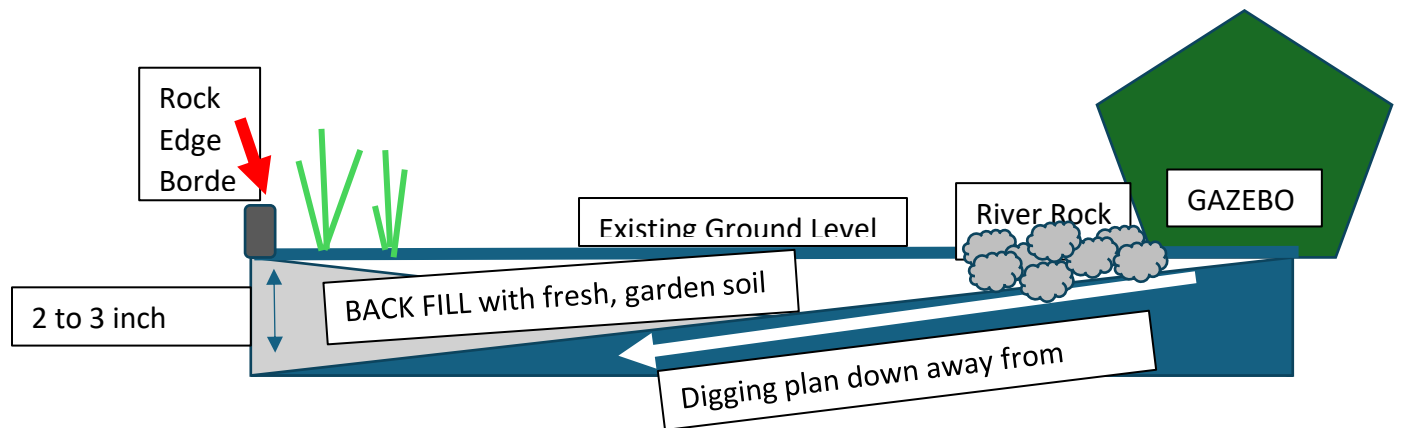 Rock
Edge
Borde
Existing Ground Level
River Rock
GAZEBO
2 to 3 inch
BACK FILL with fresh, garden soil
Digging plan down away from